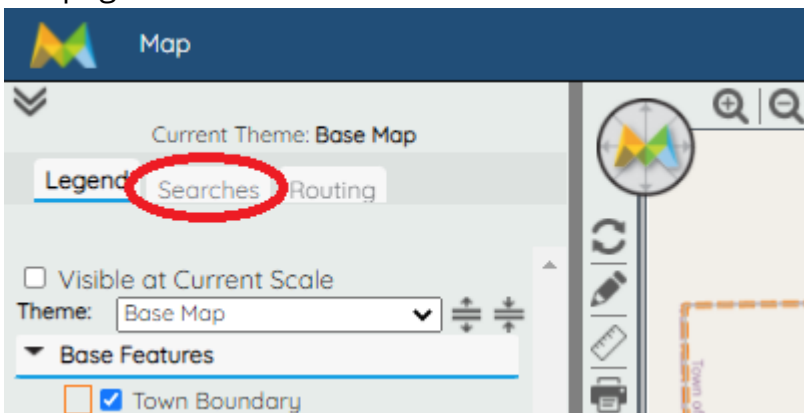 Map
Current Theme: Base Map
Legend Searches Routing
Visible at Current Scale
Theme: Base Map
Base Features
Town Boundary